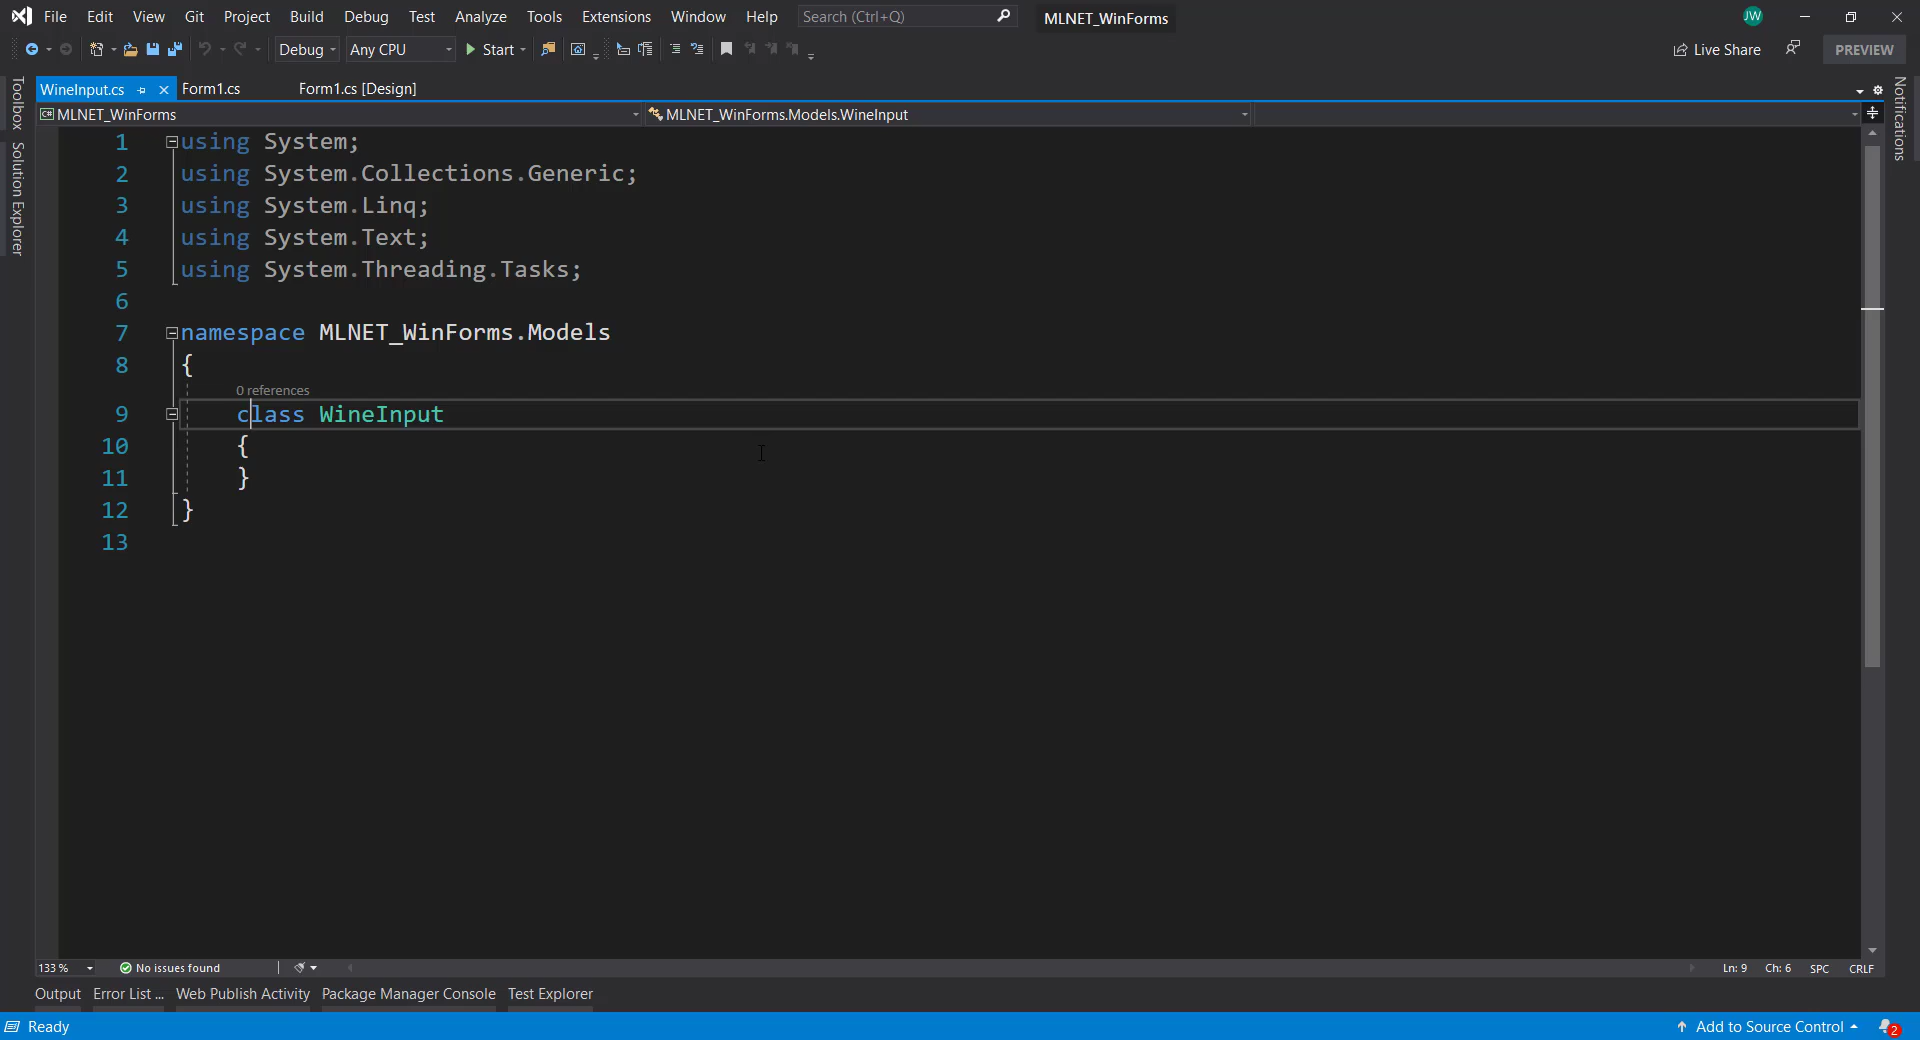 File Edit View Git Project Build Debug Test Analyze Tools Extensions Window Help Search (Ctrl+Q) MLNET_WinForms JW
Debug Any CPU Start Live Share PREVIEW
WineInput.cs Form1.cs Form1.cs [Design]
C# MLNET_WinForms MLNET_WinForms.Models.WineInput
Toolbox
Solution Explorer
Notifications
1 using System;
2 using System.Collections.Generic;
3 using System.Linq;
4 using System.Text;
5 using System.Threading.Tasks;
6
7 namespace MLNET_WinForms.Models
8 {
0 references
9 class WineInput
10 {
11 }
12 }
13
133 % No issues found Ln: 9 Ch: 6 SPC CRLF
Output Error List ... Web Publish Activity Package Manager Console Test Explorer
Ready Add to Source Control 2